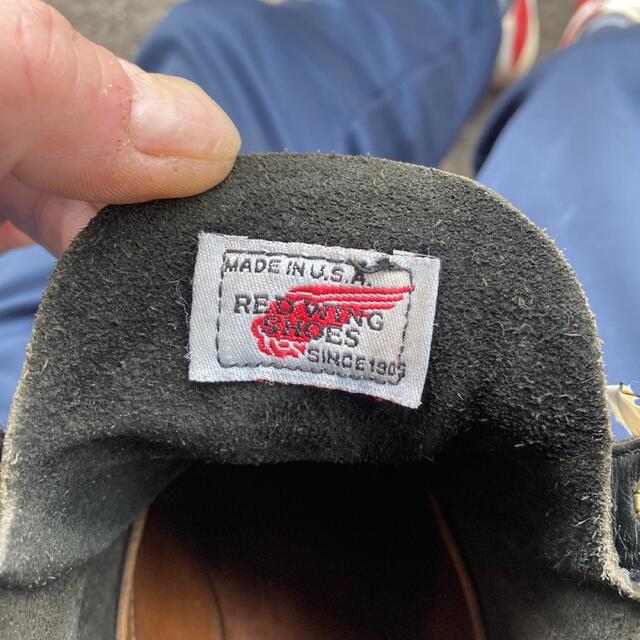 MADE IN U.S.A.
RED WING
SHOES
SINCE 1905